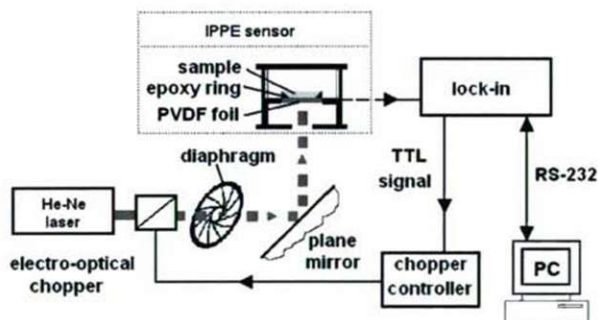 IPPE sensor
sample
epoxy ring
PVDF foil
lock-in
diaphragm
TTL
signal
RS-232
He-Ne
laser
plane
mirror
electro-optical
chopper
chopper
controller
PC